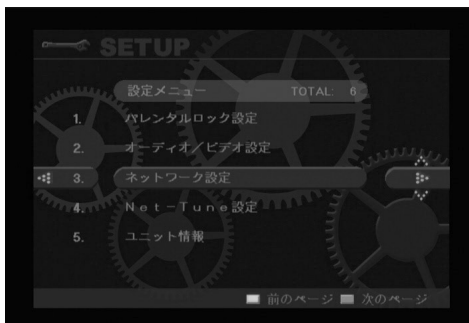 SETUP
設定メニュー TOTAL: 6
1. パレンタルロック設定
2. オーディオ/ビデオ設定
3. ネットワーク設定
4. Net-Tune設定
5. ユニット情報
前のページ 次のページ